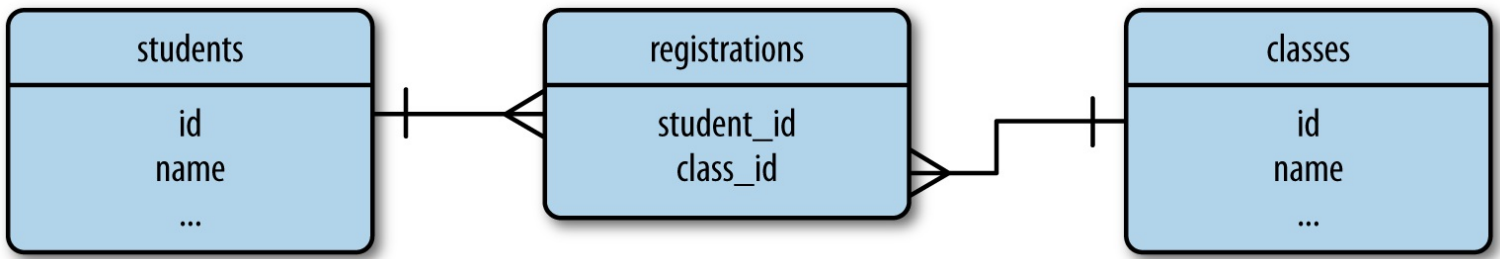 students
id
name
...
registrations
student_id
class_id
classes
id
name
...